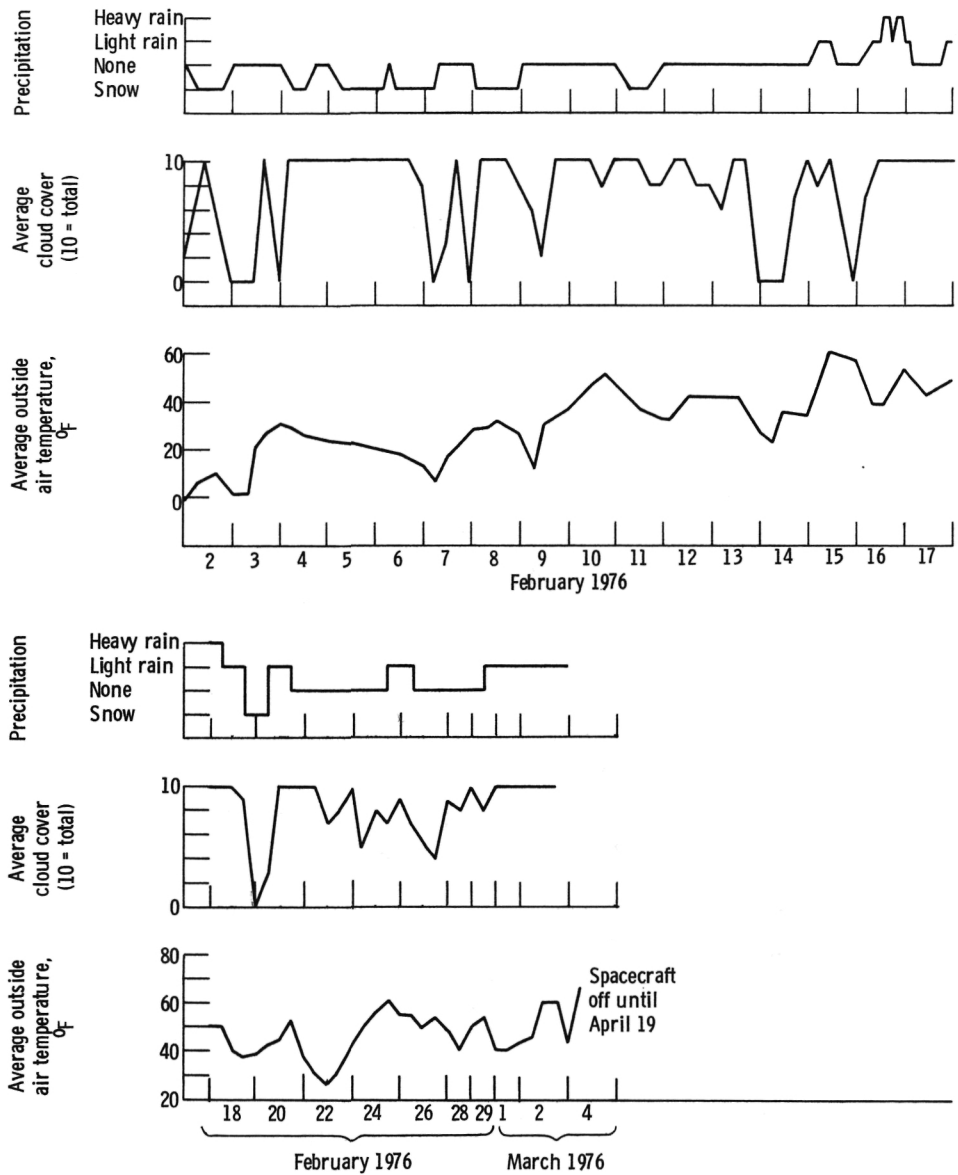 Precipitation
Heavy rain
Light rain
None
Snow
Average
cloud cover
(10 = total)
10
0
Average outside
air temperature,
°F
60
40
20
0
2 3 4 5 6 7 8 9 10 11 12 13 14 15 16 17
February 1976
Precipitation
Heavy rain
Light rain
None
Snow
Average
cloud cover
(10 = total)
10
0
Average outside
air temperature,
°F
80
60
40
20
Spacecraft
off until
April 19
18 20 22 24 26 28 29 1 2 4
February 1976 March 1976